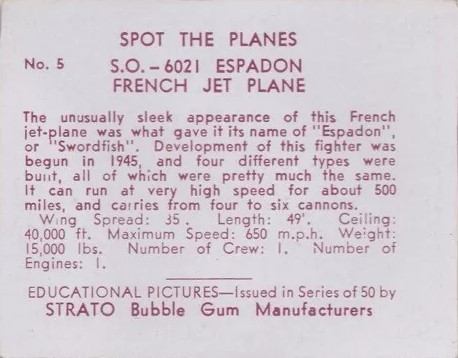 SPOT THE PLANES
No. 5 S.O.-6021 ESPADON
FRENCH JET PLANE
The unusually sleek appearance of this French
jet-plane was what gave it its name of "Espadon",
or "Swordfish". Development of this fighter was
begun in 1945, and four different types were
built, all of which were pretty much the same.
It can run at very high speed for about 500
miles, and carries from four to six cannons.
Wing Spread: 35 . Length: 49'. Ceiling:
40,000 ft. Maximum Speed: 650 m.p.h. Weight:
15,000 lbs. Number of Crew: 1. Number of
Engines: 1.
EDUCATIONAL PICTURES—Issued in Series of 50 by
STRATO Bubble Gum Manufacturers